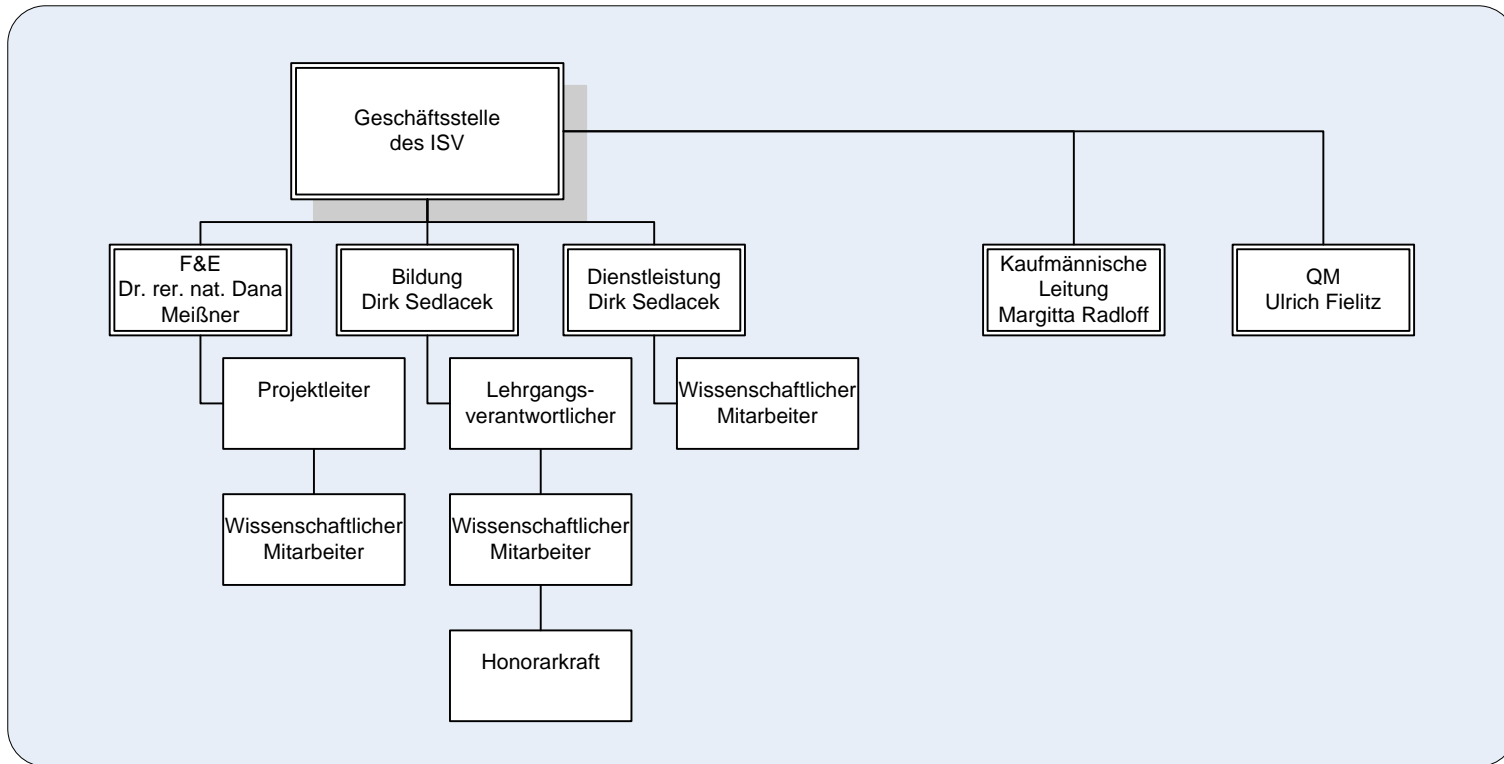 Geschäftsstelle
des ISV
F&E
Dr. rer. nat. Dana
Meißner
Bildung
Dirk Sedlacek
Dienstleistung
Dirk Sedlacek
Kaufmännische
Leitung
Margitta Radloff
QM
Ulrich Fielitz
Projektleiter
Lehrgangs-
verantwortlicher
Wissenschaftlicher
Mitarbeiter
Wissenschaftlicher
Mitarbeiter
Wissenschaftlicher
Mitarbeiter
Honorarkraft